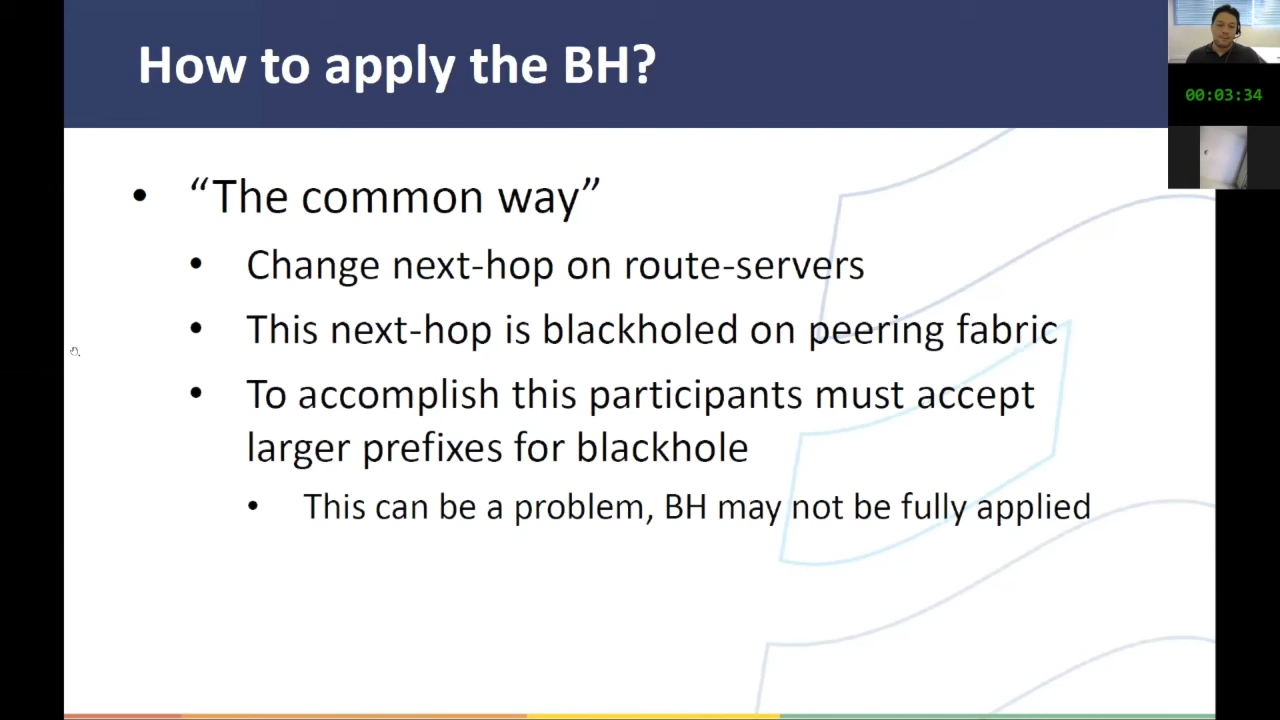 How to apply the BH?
00:03:34
• “The common way”
• Change next-hop on route-servers
• This next-hop is blackholed on peering fabric
• To accomplish this participants must accept
larger prefixes for blackhole
• This can be a problem, BH may not be fully applied